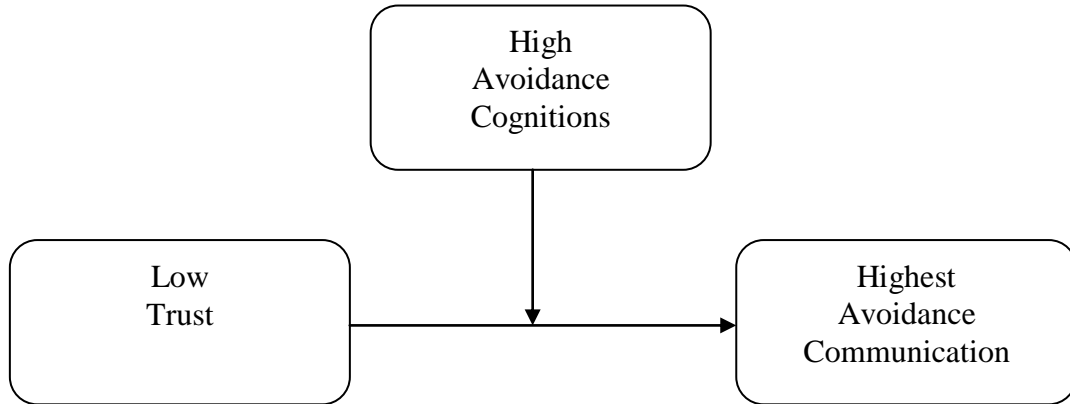 High
Avoidance
Cognitions
Low
Trust
Highest
Avoidance
Communication